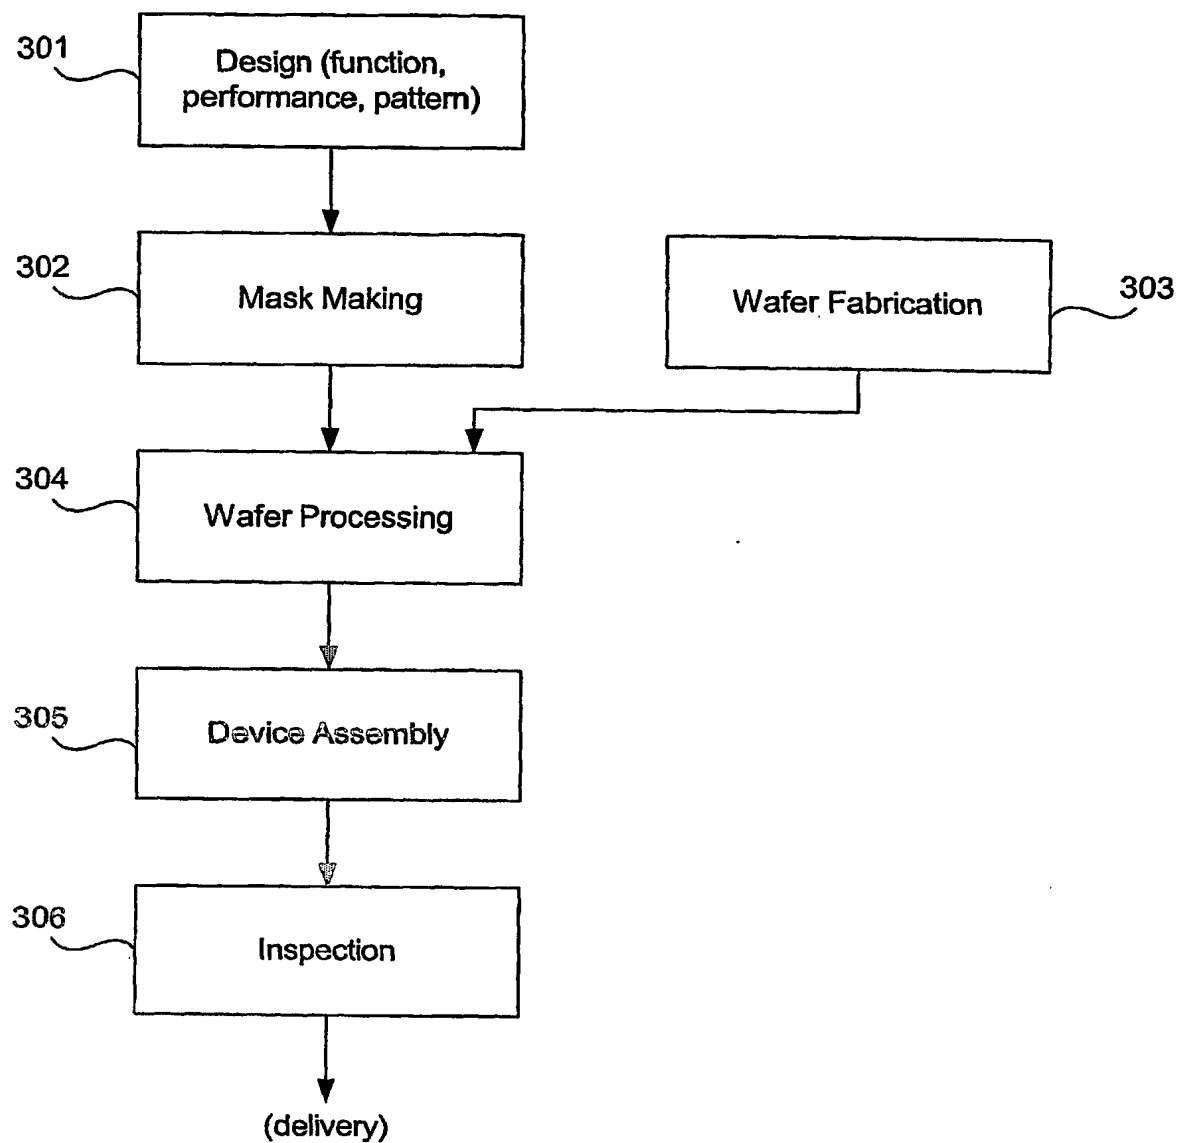 301
Design (function,
performance, pattern)
302
Mask Making
Wafer Fabrication
303
304
Wafer Processing
305
Device Assembly
306
Inspection
(delivery)